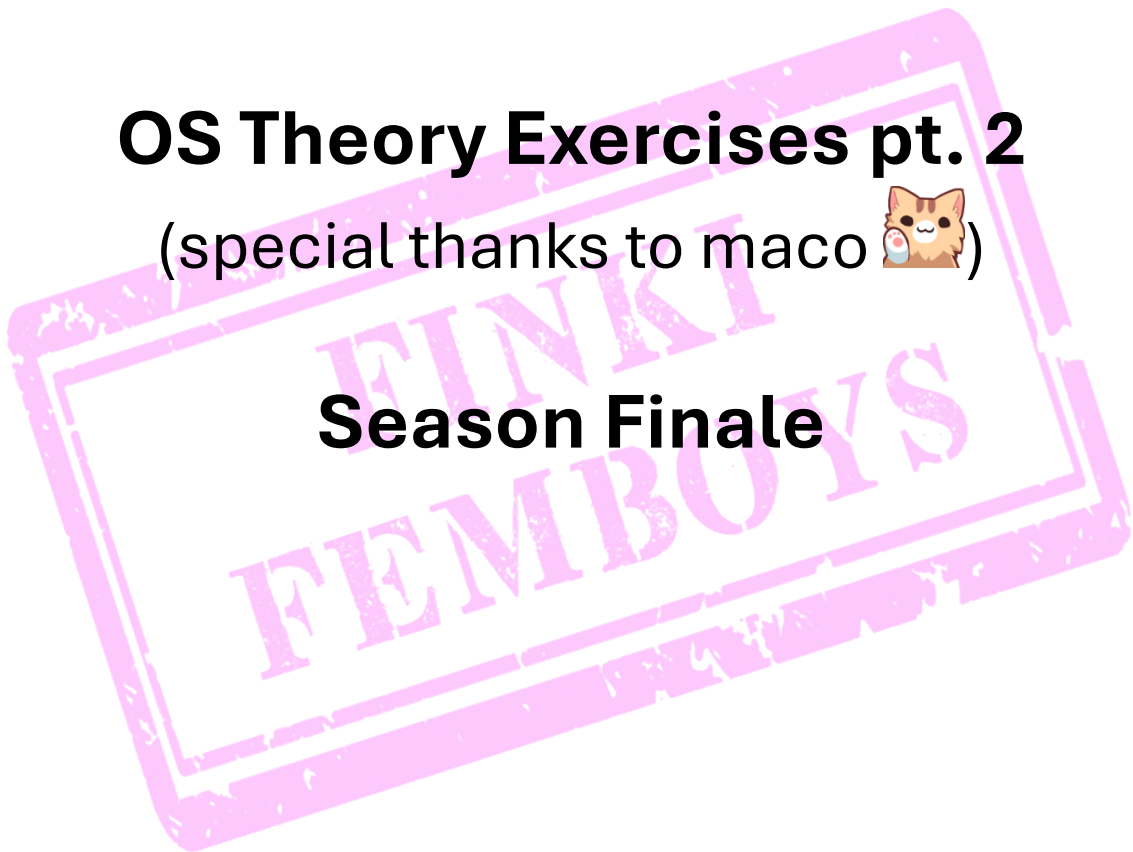 OS Theory Exercises pt. 2
(special thanks to maco )
FINKI
Season Finale
FEMBOYS